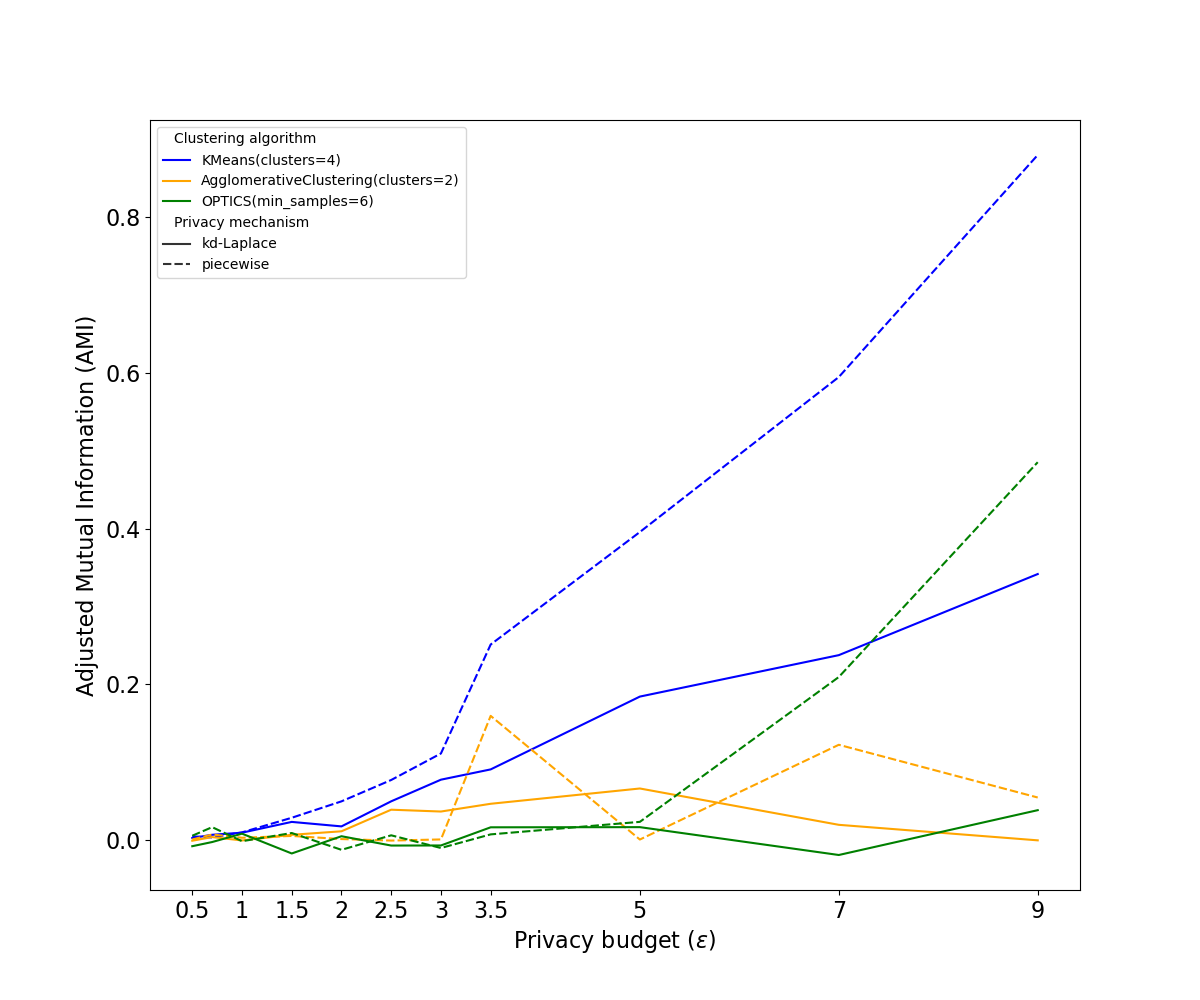 Clustering algorithm
KMeans(clusters=4)
AgglomerativeClustering(clusters=2)
OPTICS(min_samples=6)
Privacy mechanism
kd-Laplace
piecewise
Adjusted Mutual Information (AMI)
0.8
0.6
0.4
0.2
0.0
0.5 1 1.5 2 2.5 3 3.5 5 7 9
Privacy budget (ε)